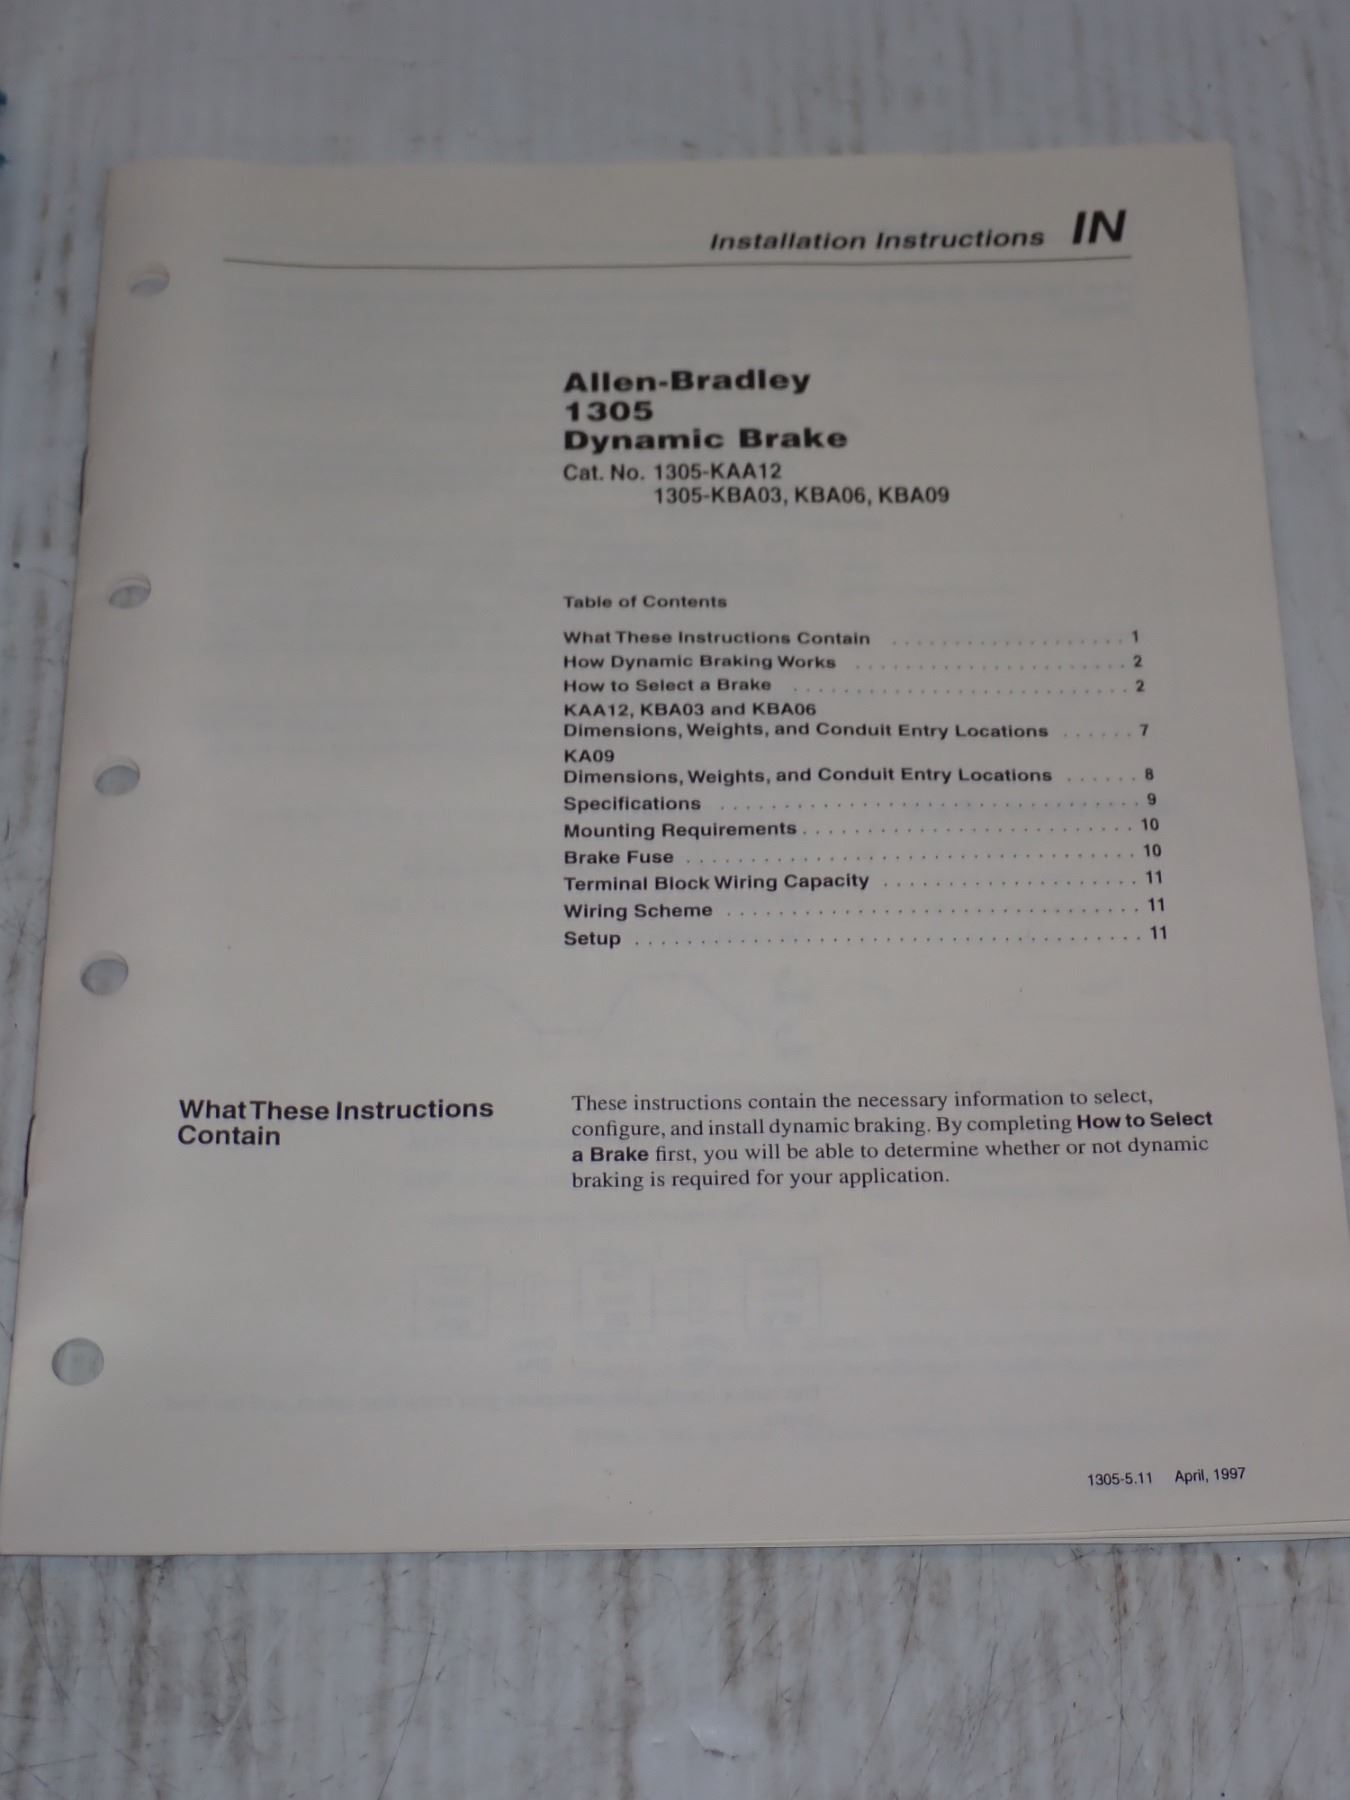 Installation Instructions IN
Allen-Bradley
1305
Dynamic Brake
Cat. No. 1305-KAA12
1305-KBA03, KBA06, KBA09
Table of Contents
What These Instructions Contain . . . . . . . . . . . . . . . . . . . 1
How Dynamic Braking Works . . . . . . . . . . . . . . . . . . . . . . 2
How to Select a Brake . . . . . . . . . . . . . . . . . . . . . . . . . . . 2
KAA12, KBA03 and KBA06
Dimensions, Weights, and Conduit Entry Locations . . . . . . 7
KA09
Dimensions, Weights, and Conduit Entry Locations . . . . . . 8
Specifications . . . . . . . . . . . . . . . . . . . . . . . . . . . . . . . . . 9
Mounting Requirements . . . . . . . . . . . . . . . . . . . . . . . . . . 10
Brake Fuse . . . . . . . . . . . . . . . . . . . . . . . . . . . . . . . . . . . 10
Terminal Block Wiring Capacity . . . . . . . . . . . . . . . . . . . . 11
Wiring Scheme . . . . . . . . . . . . . . . . . . . . . . . . . . . . . . . . 11
Setup . . . . . . . . . . . . . . . . . . . . . . . . . . . . . . . . . . . . . . . 11
What These Instructions
Contain
These instructions contain the necessary information to select,
configure, and install dynamic braking. By completing How to Select
a Brake first, you will be able to determine whether or not dynamic
braking is required for your application.
1305-5.11 April, 1997